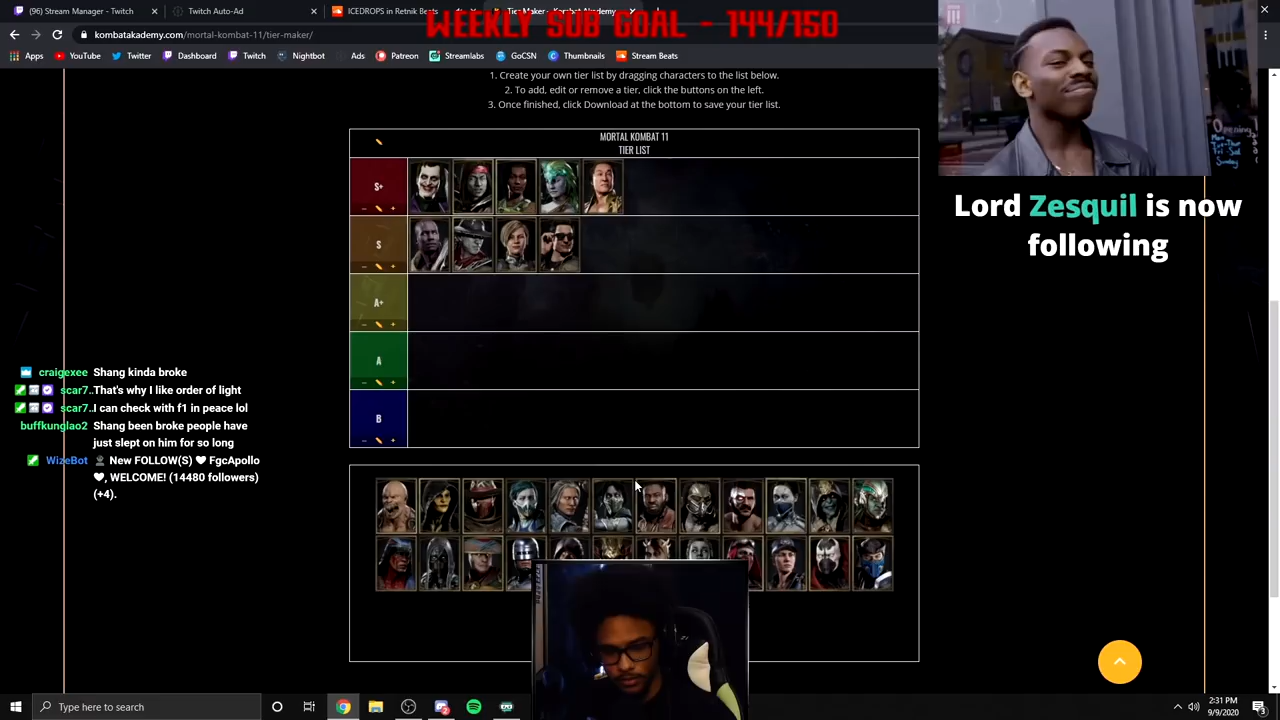 (96) Stream Manager - Twitch
Twitch Auto-Ad
ICEDROPS in Retnik Beats
Tier Maker - Kombat Akademy
WEEKLY SUB GOAL - 144/150
kombatakademy.com/mortal-kombat-11/tier-maker/
Apps YouTube Twitter Dashboard Twitch Nightbot Ads Patreon Streamlabs GoCSN Thumbnails Stream Beats
1. Create your own tier list by dragging characters to the list below.
2. To add, edit or remove a tier, click the buttons on the left.
3. Once finished, click Download at the bottom to save your tier list.
MORTAL KOMBAT 11
TIER LIST
S+
S
A+
A
B
Lord Zesquil is now
following
craigexee Shang kinda broke
scar7.. That's why I like order of light
scar7.. I can check with f1 in peace lol
buffkunglao2 Shang been broke people have
just slept on him for so long
WizeBot New FOLLOW(S) ❤ FgcApollo
❤, WELCOME! (14480 followers)
(+4).
Type here to search
2:31 PM
9/9/2020